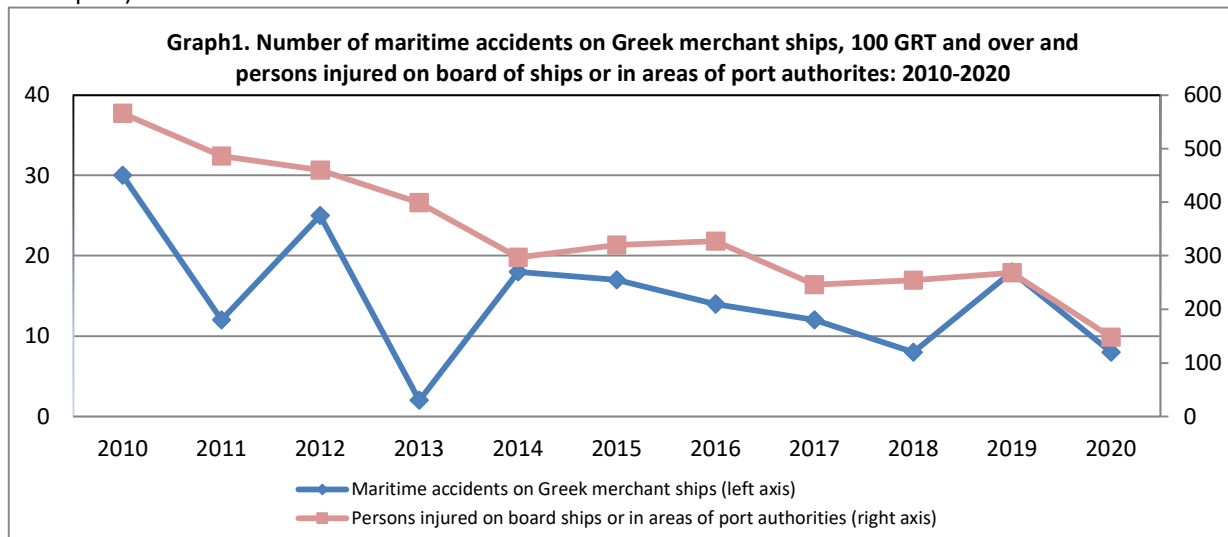 Graph1. Number of maritime accidents on Greek merchant ships, 100 GRT and over and
persons injured on board of ships or in areas of port authorites: 2010-2020
40
30
20
10
0
600
500
400
300
200
100
0
2010 2011 2012 2013 2014 2015 2016 2017 2018 2019 2020
Maritime accidents on Greek merchant ships (left axis)
Persons injured on board ships or in areas of port authorities (right axis)